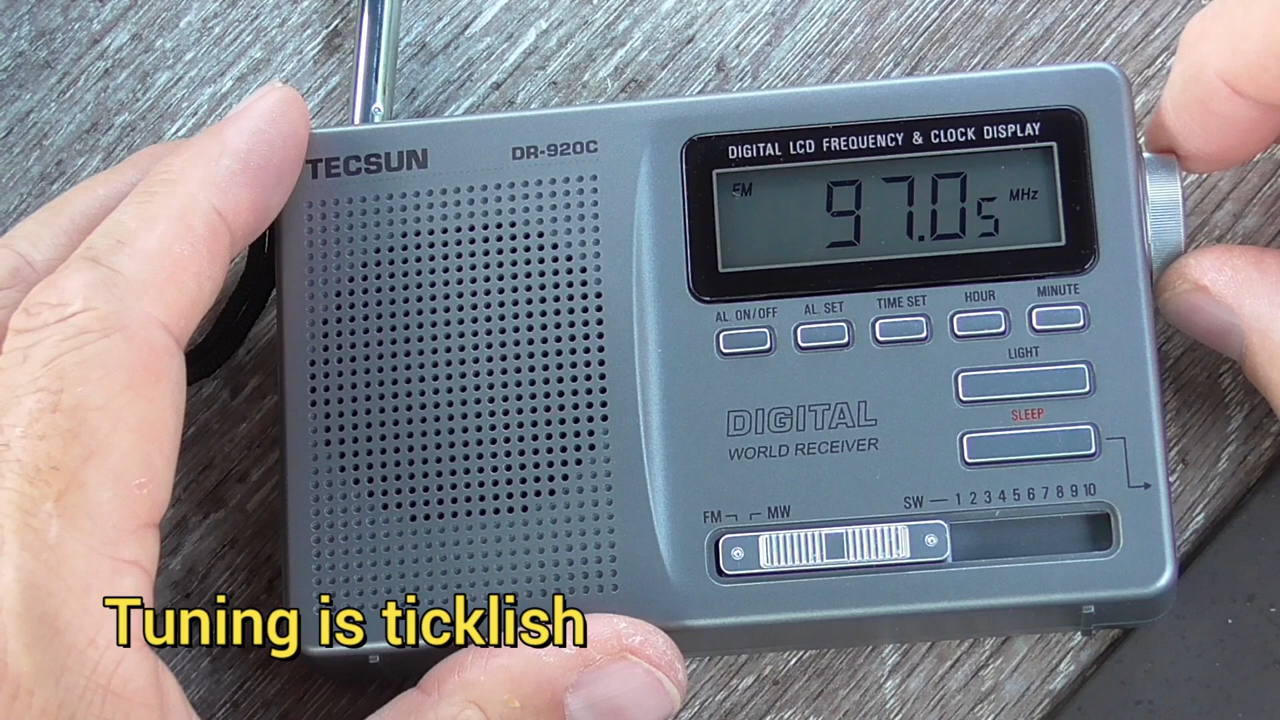 TECSUN
DR-920C
DIGITAL LCD FREQUENCY & CLOCK DISPLAY
FM
97.05 MHz
AL. ON/OFF AL. SET TIME SET HOUR MINUTE
LIGHT
SLEEP
DIGITAL
WORLD RECEIVER
FM MW SW 1 2 3 4 5 6 7 8 9 10
Tuning is ticklish